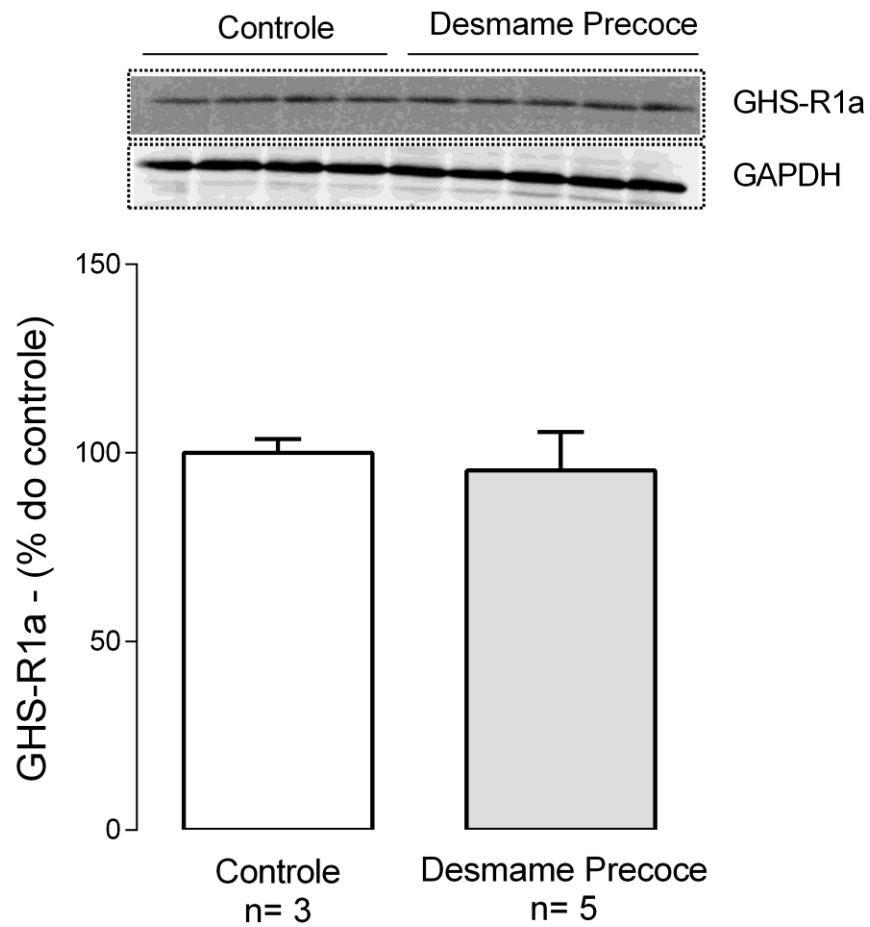 Controle Desmame Precoce
GHS-R1a
GAPDH
150
100
50
0
GHS-R1a - (% do controle)
Controle Desmame Precoce
n= 3 n= 5